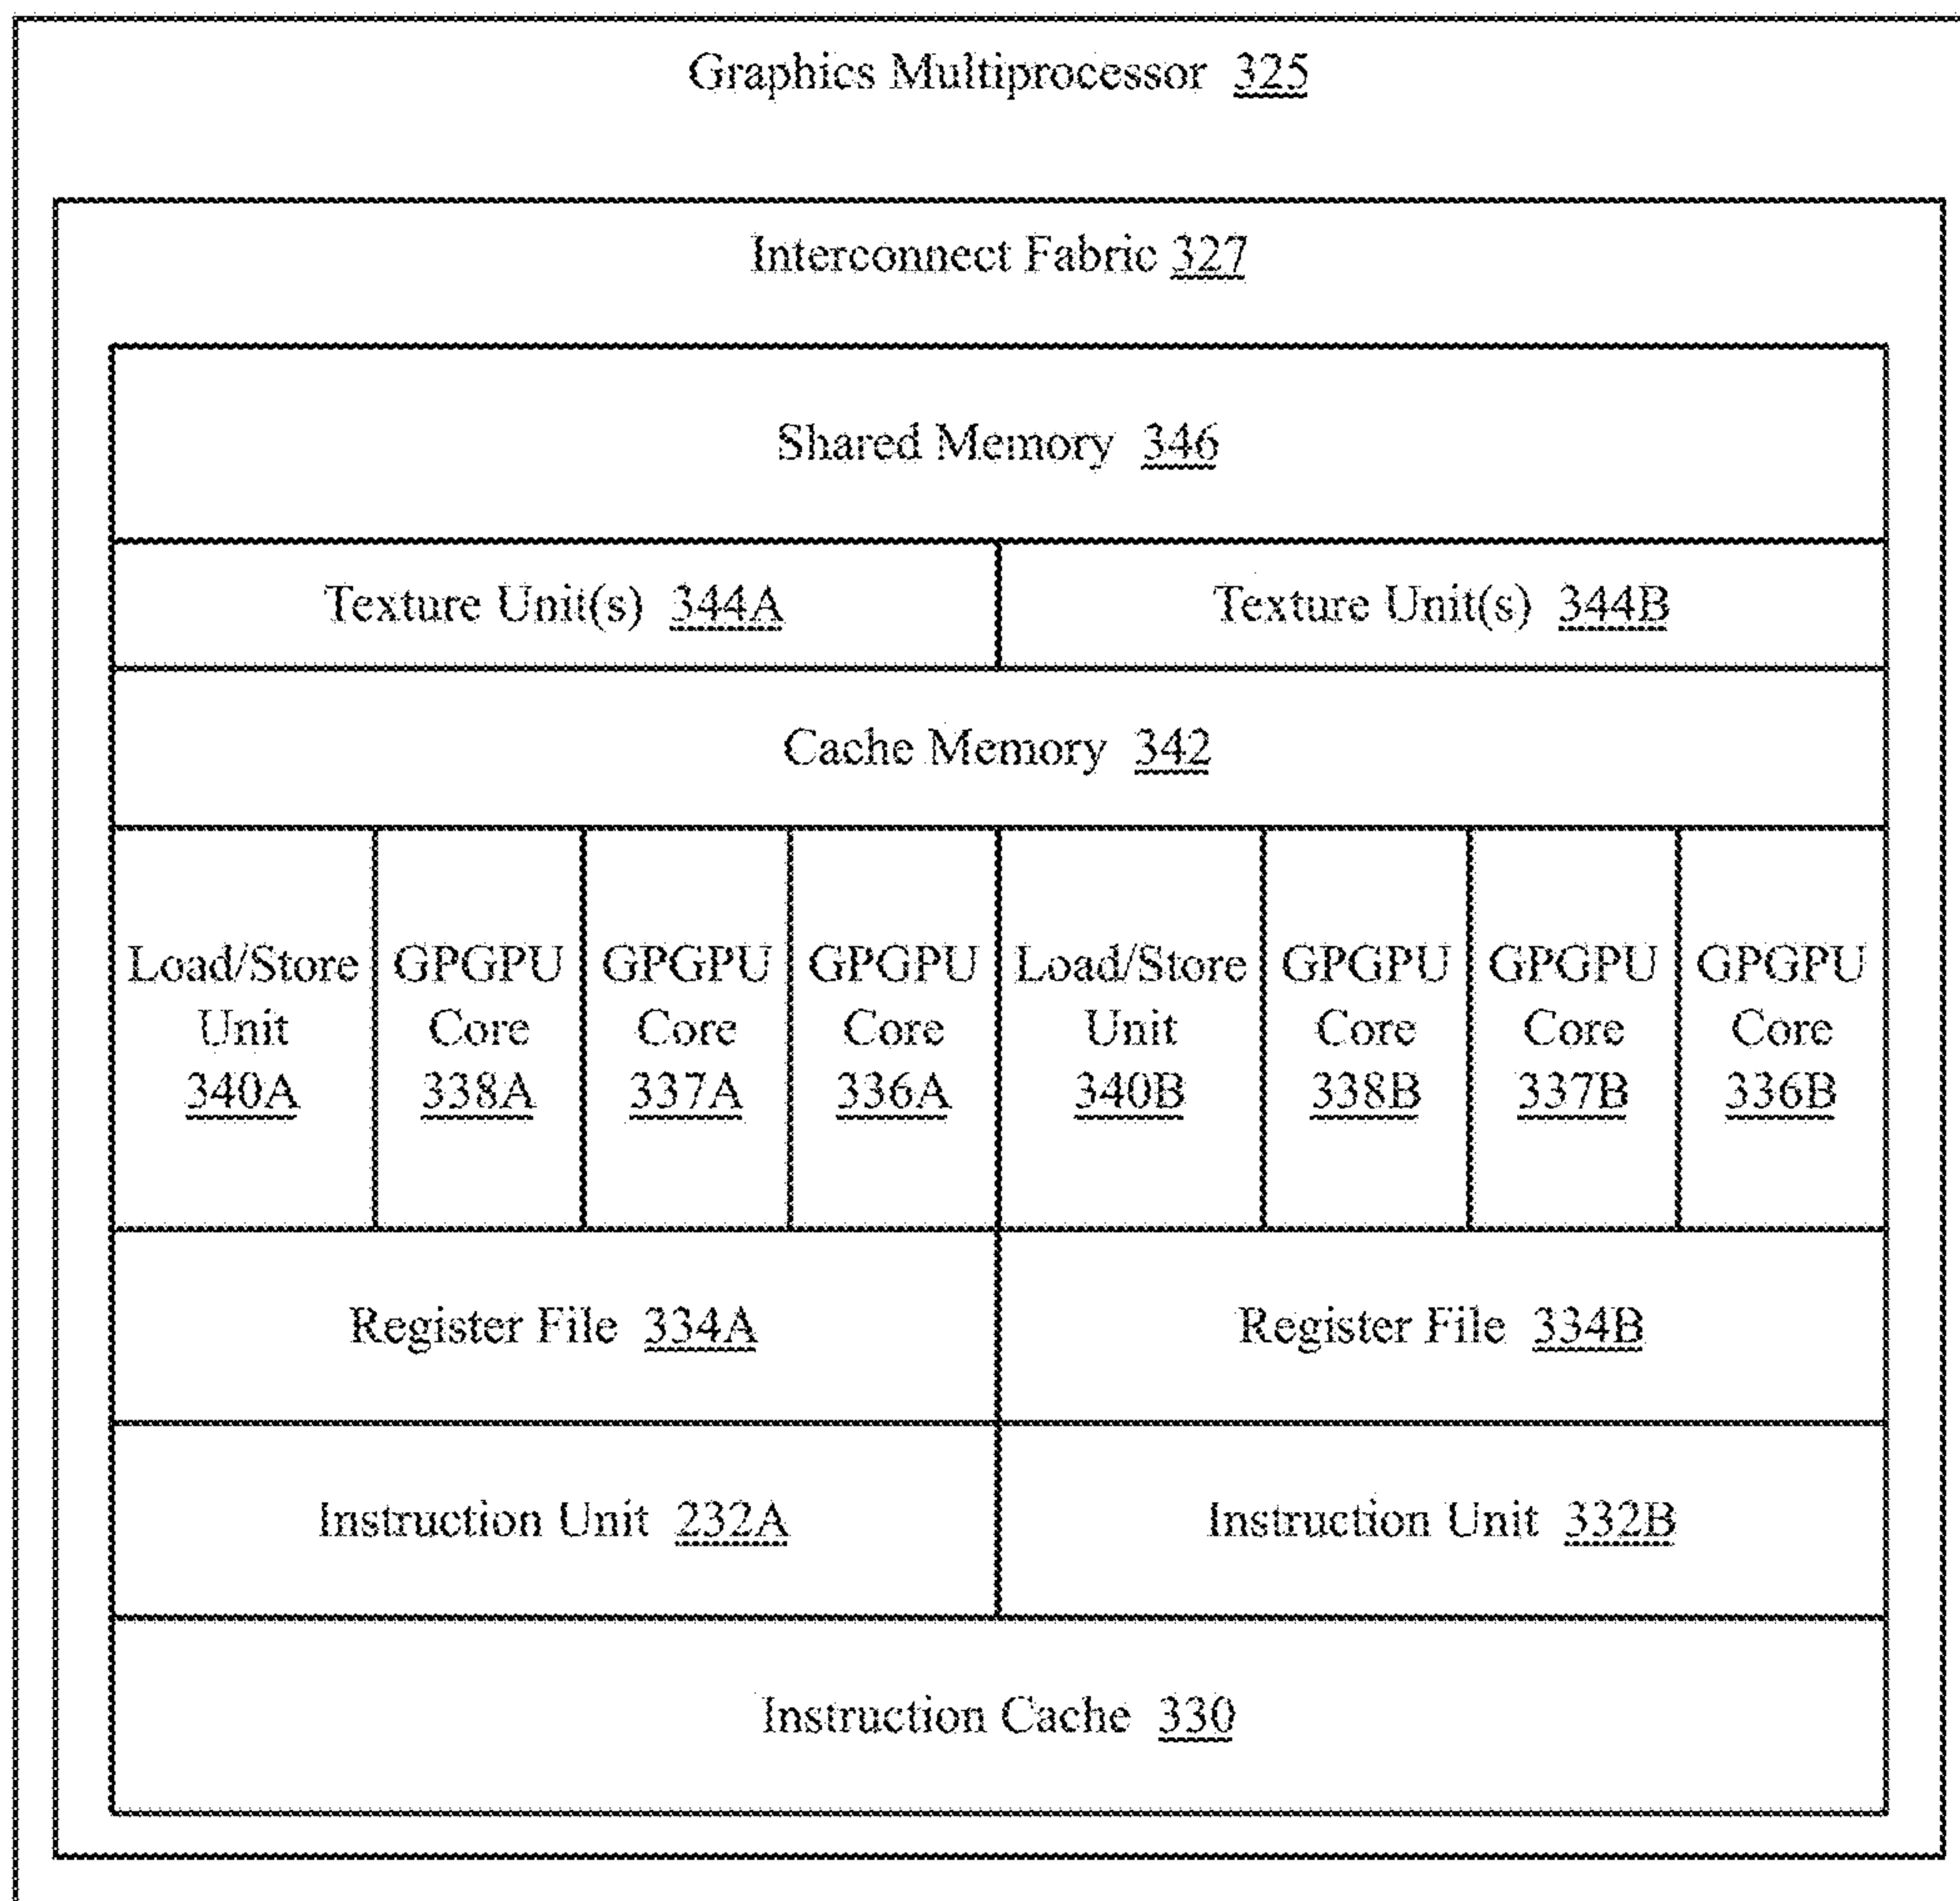 Graphics Multiprocessor 325
Interconnect Fabric 327
Shared Memory 346
Texture Unit(s) 344A
Texture Unit(s) 344B
Cache Memory 342
Load/Store
Unit
340A
GPGPU
Core
338A
GPGPU
Core
337A
GPGPU
Core
336A
Load/Store
Unit
340B
GPGPU
Core
338B
GPGPU
Core
337B
GPGPU
Core
336B
Register File 334A
Register File 334B
Instruction Unit 232A
Instruction Unit 332B
Instruction Cache 330